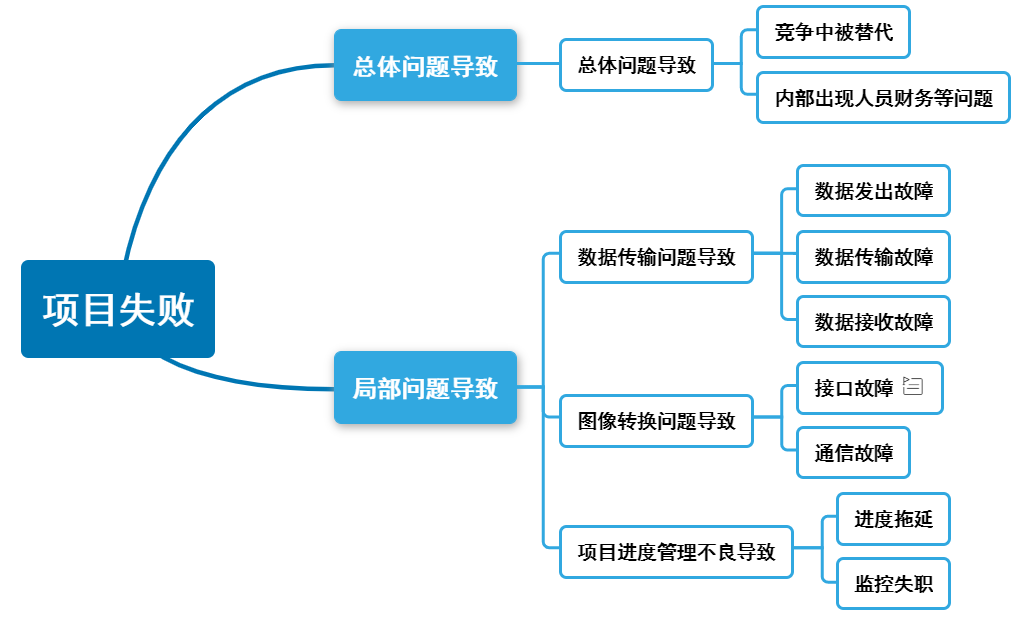 项目失败
总体问题导致
总体问题导致
竞争中被替代
内部出现人员财务等问题
局部问题导致
数据传输问题导致
数据发出故障
数据传输故障
数据接收故障
图像转换问题导致
接口故障
通信故障
项目进度管理不良导致
进度拖延
监控失职